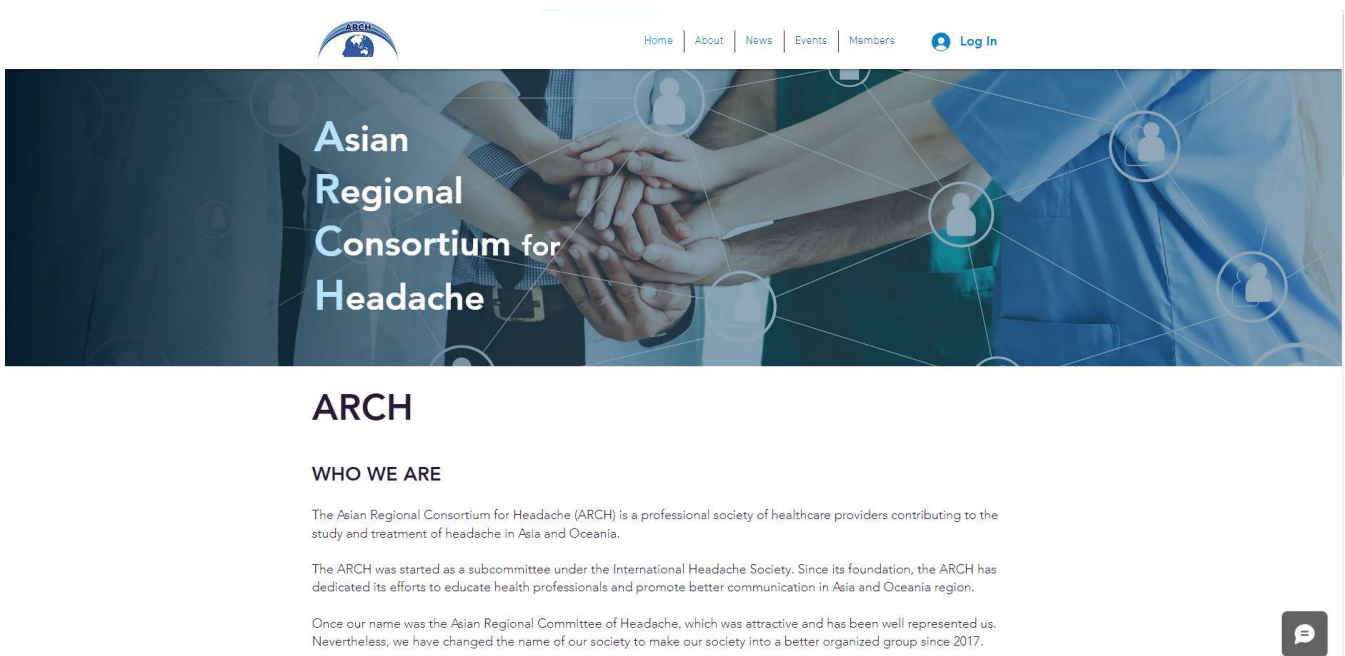 ARCH
Home
About
News
Events
Members
Log In
Asian
Regional
Consortium for
Headache
ARCH
WHO WE ARE
The Asian Regional Consortium for Headache (ARCH) is a professional society of healthcare providers contributing to the
study and treatment of headache in Asia and Oceania.
The ARCH was started as a subcommittee under the International Headache Society. Since its foundation, the ARCH has
dedicated its efforts to educate health professionals and promote better communication in Asia and Oceania region.
Once our name was the Asian Regional Committee of Headache, which was attractive and has been well represented us.
Nevertheless, we have changed the name of our society to make our society into a better organized group since 2017.